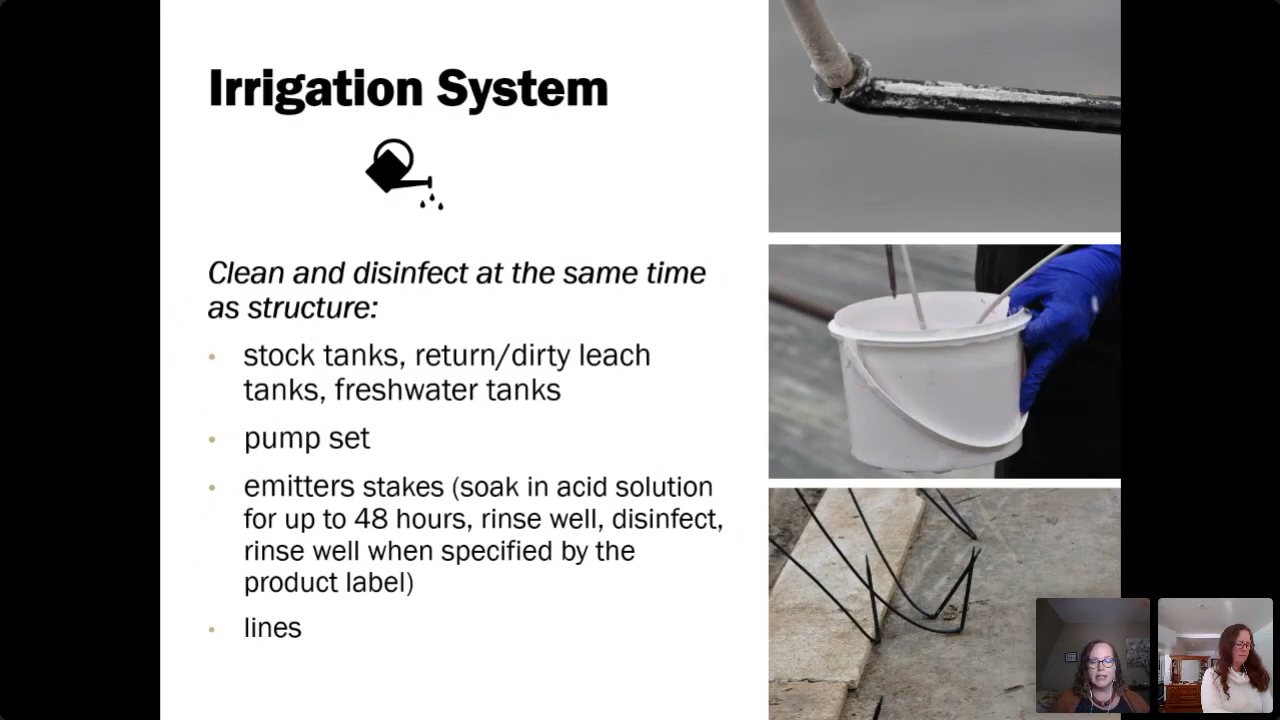 Irrigation System
Clean and disinfect at the same time
as structure:
• stock tanks, return/dirty leach
tanks, freshwater tanks
• pump set
• emitters stakes (soak in acid solution
for up to 48 hours, rinse well, disinfect,
rinse well when specified by the
product label)
• lines